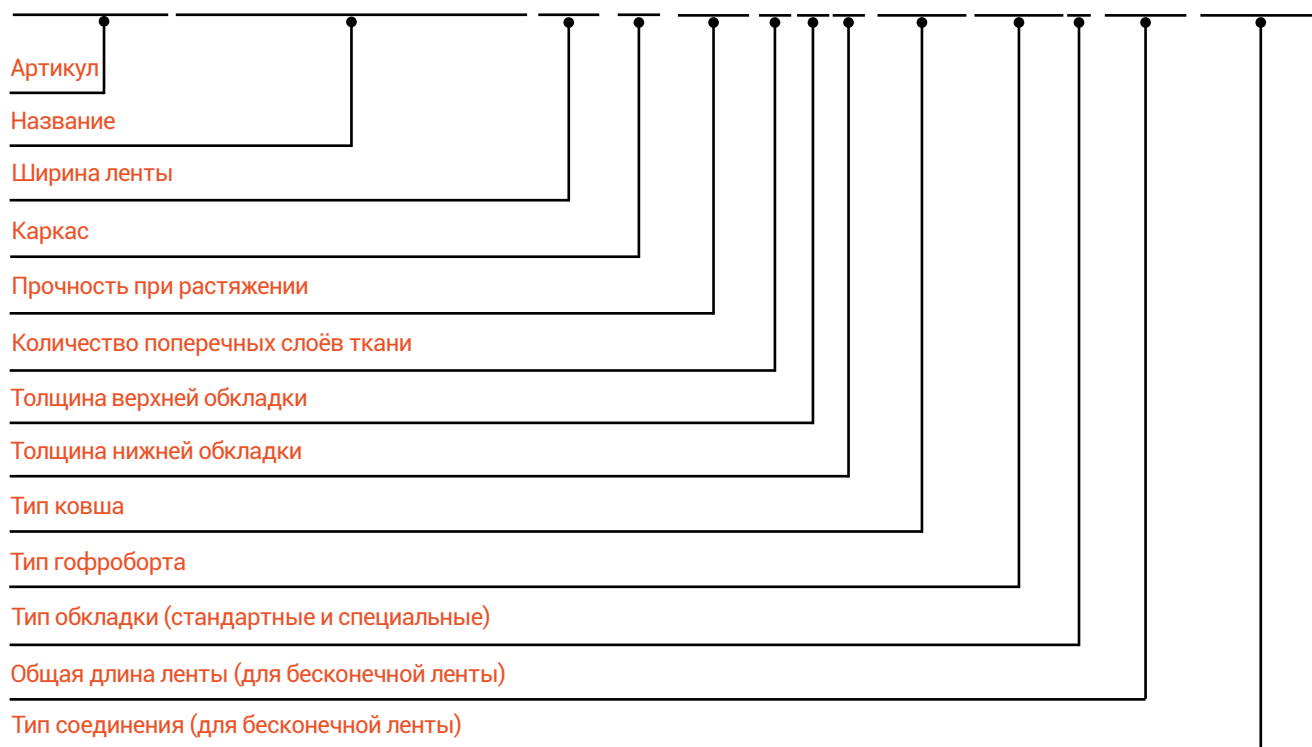 Артикул
Название
Ширина ленты
Каркас
Прочность при растяжении
Количество поперечных слоёв ткани
Толщина верхней обкладки
Толщина нижней обкладки
Тип ковша
Тип гофроборта
Тип обкладки (стандартные и специальные)
Общая длина ленты (для бесконечной ленты)
Тип соединения (для бесконечной ленты)